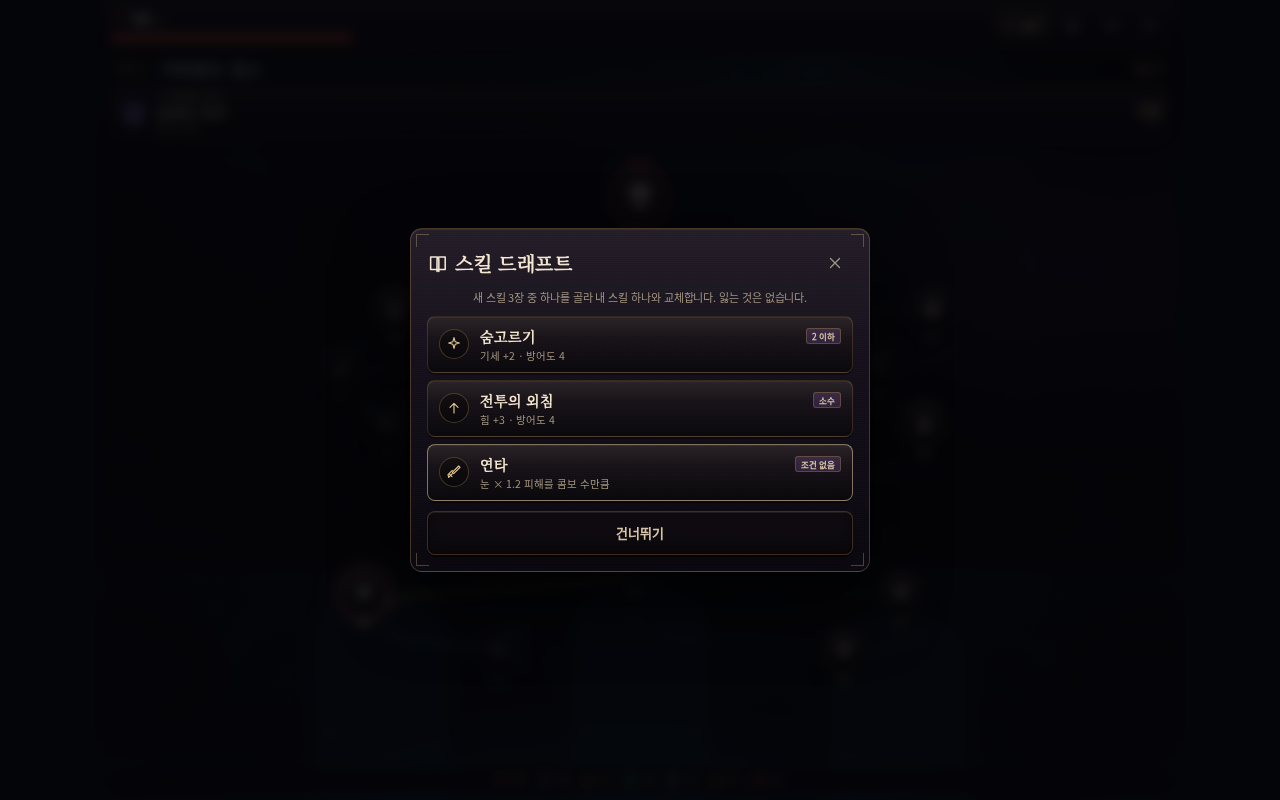 스킬 드래프트
새 스킬 3장 중 하나를 골라 내 스킬 하나와 교체합니다. 잃는 것은 없습니다.
숨고르기
2 이하
기세 +2 · 방어도 4
전투의 외침
소수
힘 +3 · 방어도 4
연타
조건 없음
눈 × 1.2 피해를 콤보 수만큼
건너뛰기